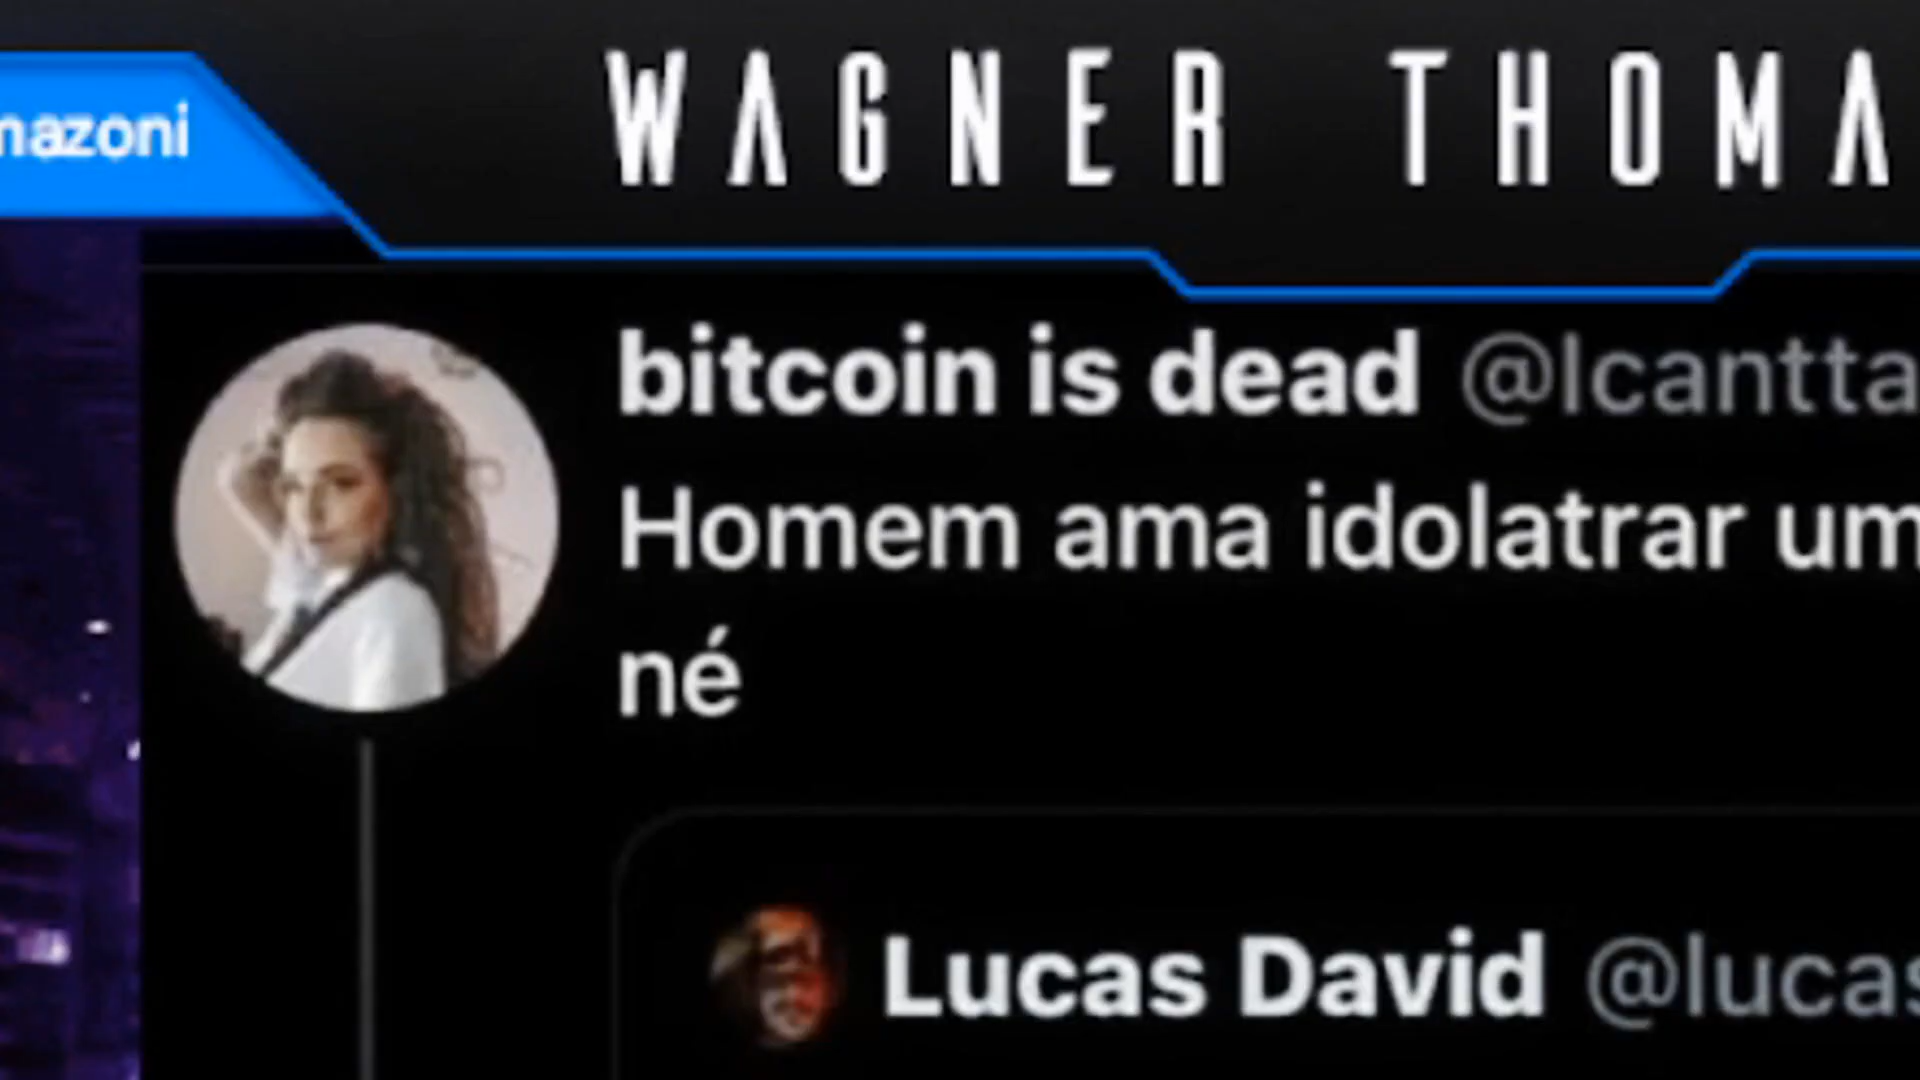 mazoni
WAGNER THOMA
bitcoin is dead @lcantta
Homem ama idolatrar um
né
Lucas David @lucas